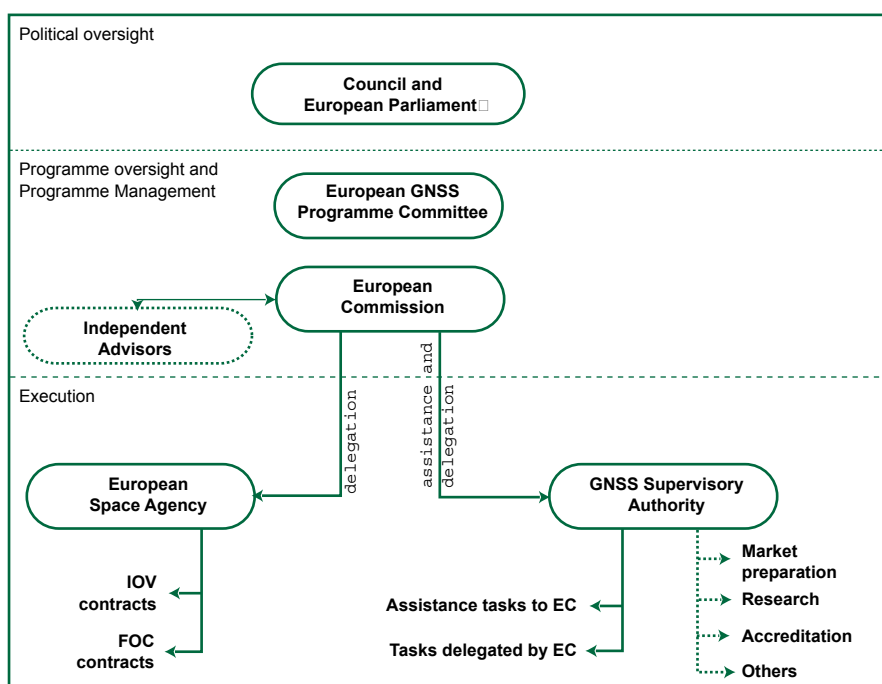 Political oversight
Council and
European Parliament
Programme oversight and
Programme Management
European GNSS
Programme Committee
European
Commission
Independent
Advisors
delegation
assistance and
delegation
Execution
European
Space Agency
GNSS Supervisory
Authority
IOV
contracts
FOC
contracts
Assistance tasks to EC
Tasks delegated by EC
Market
preparation
Research
Accreditation
Others